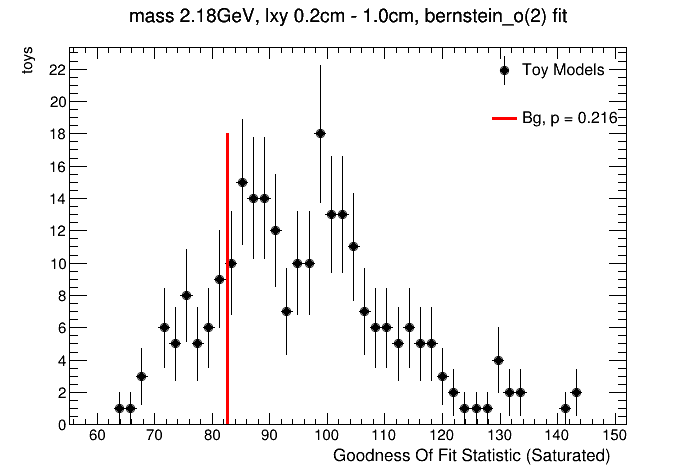 mass 2.18GeV, lxy 0.2cm - 1.0cm, bernstein_o(2) fit
toys
Toy Models
Bg, p = 0.216
22
20
18
16
14
12
10
8
6
4
2
0
60 70 80 90 100 110 120 130 140 150
Goodness Of Fit Statistic (Saturated)